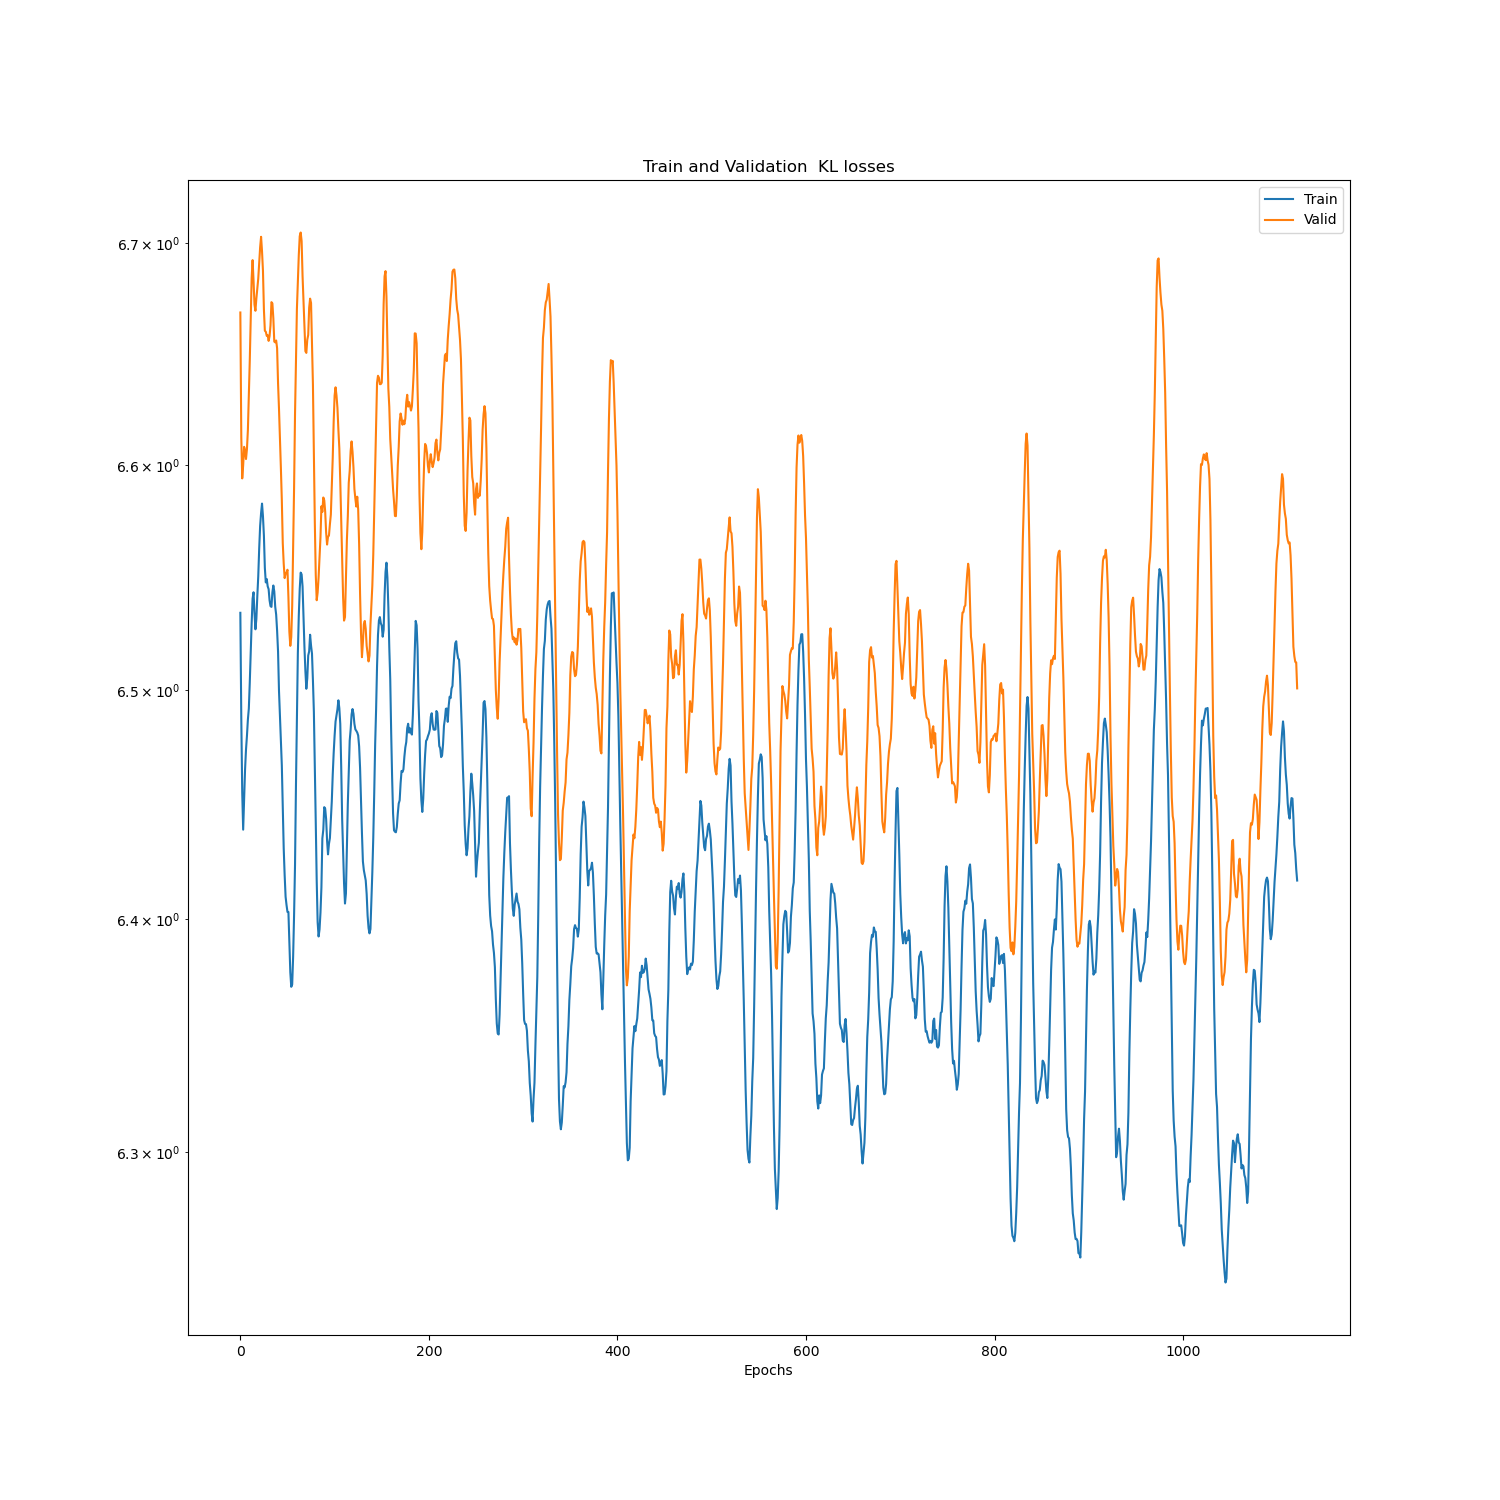 Train and Validation  KL losses
Train
Valid
6.7 × 10⁰
6.6 × 10⁰
6.5 × 10⁰
6.4 × 10⁰
6.3 × 10⁰
0 200 400 600 800 1000
Epochs